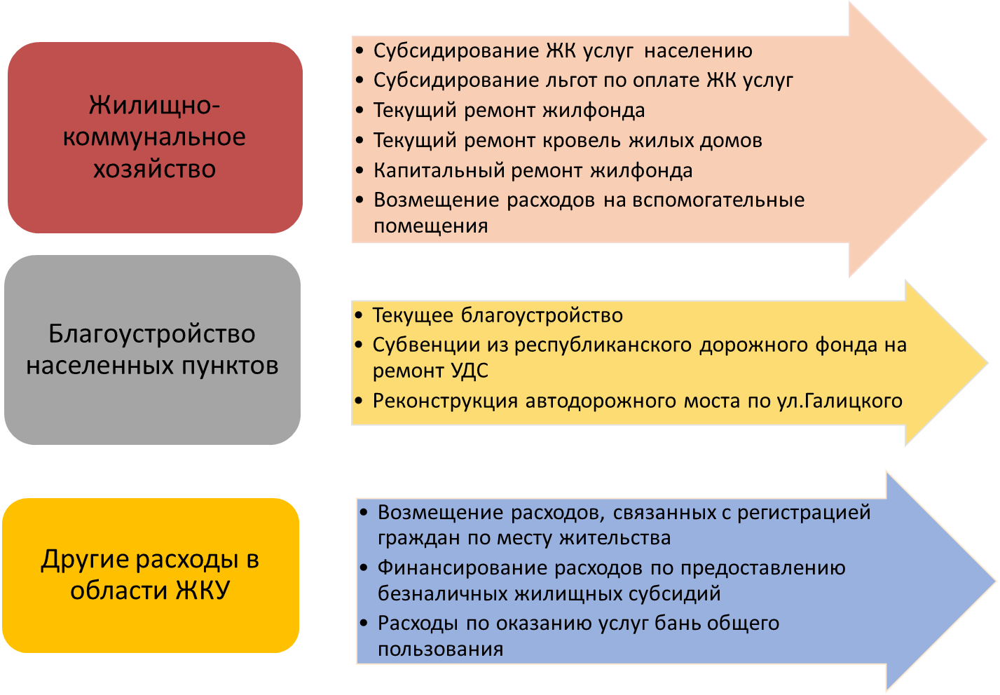 Жилищно-
коммунальное
хозяйство
• Субсидирование ЖК услуг населению
• Субсидирование льгот по оплате ЖК услуг
• Текущий ремонт жилфонда
• Текущий ремонт кровель жилых домов
• Капитальный ремонт жилфонда
• Возмещение расходов на вспомогательные
помещения
Благоустройство
населенных пунктов
• Текущее благоустройство
• Субвенции из республиканского дорожного фонда на
ремонт УДС
• Реконструкция автодорожного моста по ул.Галицкого
Другие расходы в
области ЖКУ
• Возмещение расходов, связанных с регистрацией
граждан по месту жительства
• Финансирование расходов по предоставлению
безналичных жилищных субсидий
• Расходы по оказанию услуг бань общего
пользования